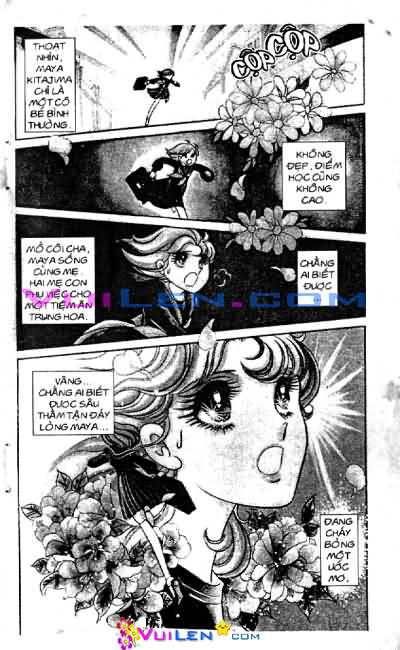 THOẠT
NHÌN,
MAYA
KITAJIMA
CHỈ LÀ
MỘT CÔ
BÉ BÌNH
THƯỜNG.
CỘP CỘP
KHÔNG
ĐẸP, ĐIỂM
HỌC CŨNG
KHÔNG
CAO.
MỒ CÔI CHA,
MAYA SỐNG
CÙNG MẸ.
HAI MẸ CON
PHỤ VIỆC CHO
MỘT TIỆM ĂN
TRUNG HOA.
CHẲNG
AI BIẾT
ĐƯỢC
VUILEN.COM
VÂNG...
CHẲNG AI BIẾT
ĐƯỢC SÂU
THẲM TẬN ĐÁY
LÒNG MAYA...
ĐANG
CHÁY
BỎNG
MỘT
ƯỚC
MƠ.
VUILEN.COM